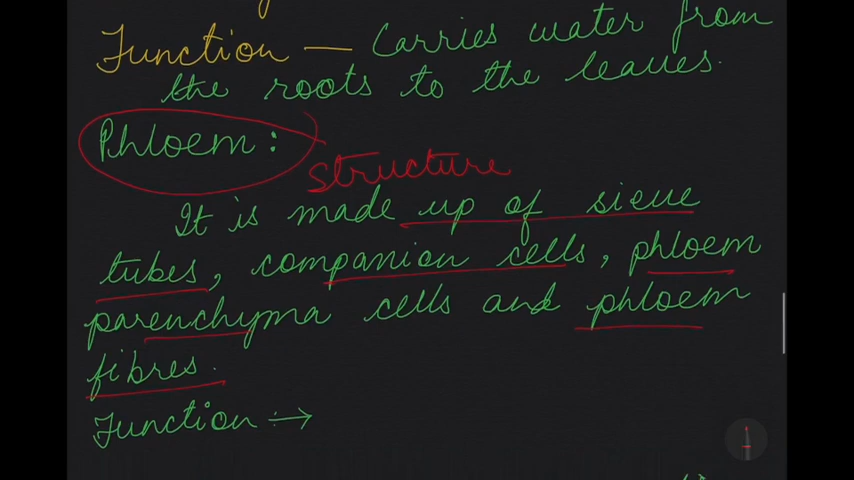 Function — Carries water from
the roots to the leaves.
Phloem :
Structure
It is made up of sieve
tubes, companion cells, phloem
parenchyma cells and phloem
fibres.
Function :→